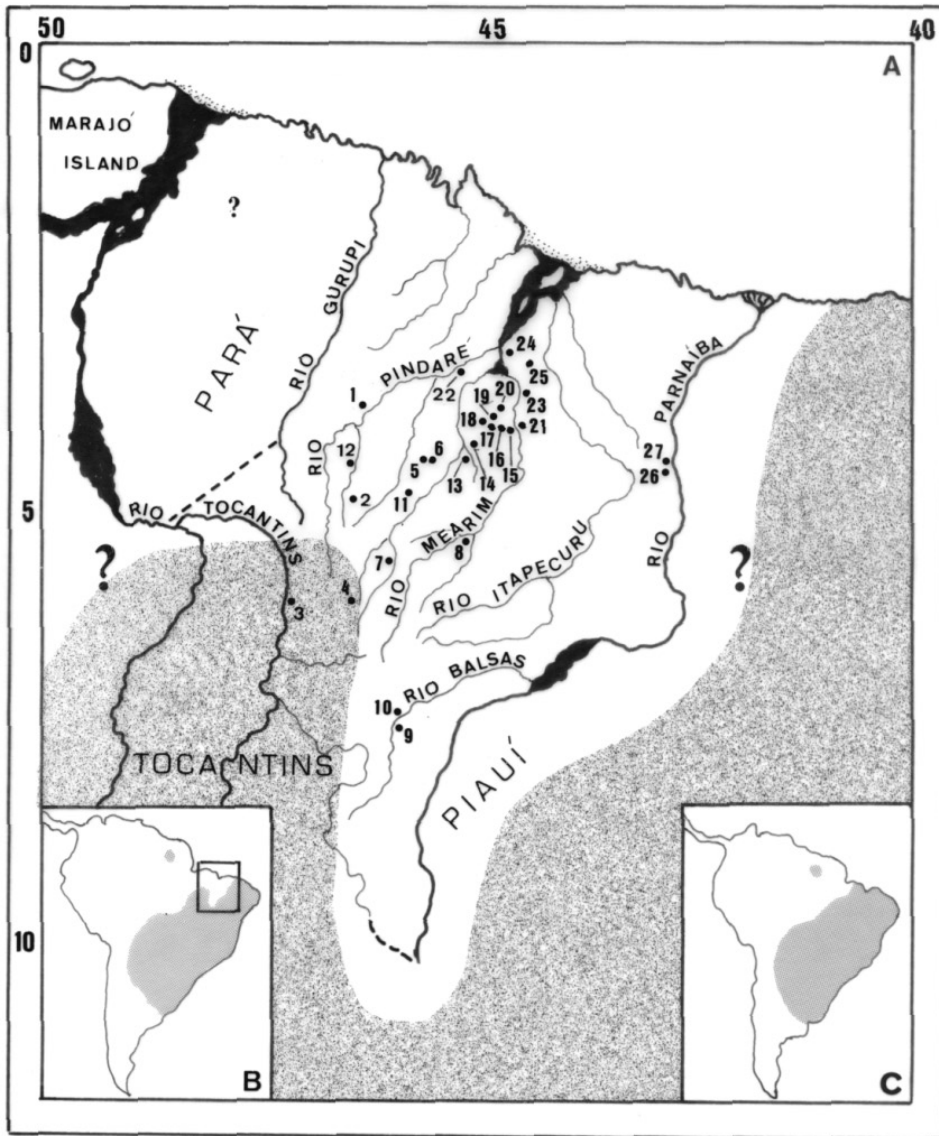 50 45 40
0
A
MARAJÓ
ISLAND
?
PARÁ
RIO GURUPI
RIO PINDARÉ
24
25
22
1
20
19
23
18
21
17
16
15
14
13
12
5 6
11
2
27
26
RIO PARNAÍBA
5
RIO TOCANTINS
?
7
RIO MEARIM
8
RIO ITAPECURU
?
3
4
RIO BALSAS
10
9
TOCANTINS
PIAUÍ
10
B
C